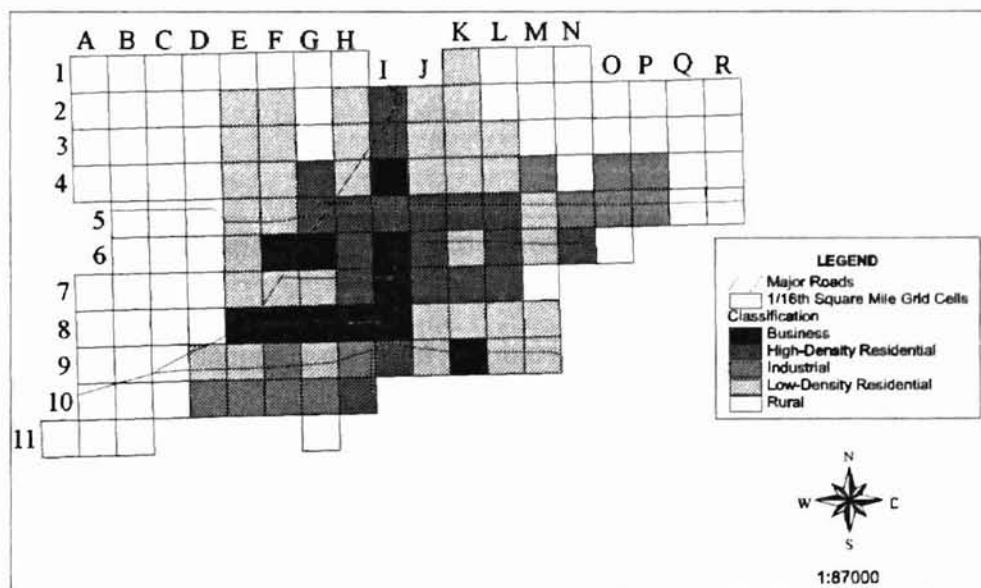 A B C D E F G H I J K L M N O P Q R
1
2
3
4
5
6
7
8
9
10
11
LEGEND
Major Roads
1/16th Square Mile Grid Cells
Classification
Business
High-Density Residential
Industrial
Low-Density Residential
Rural
N
W E
S
1:87000